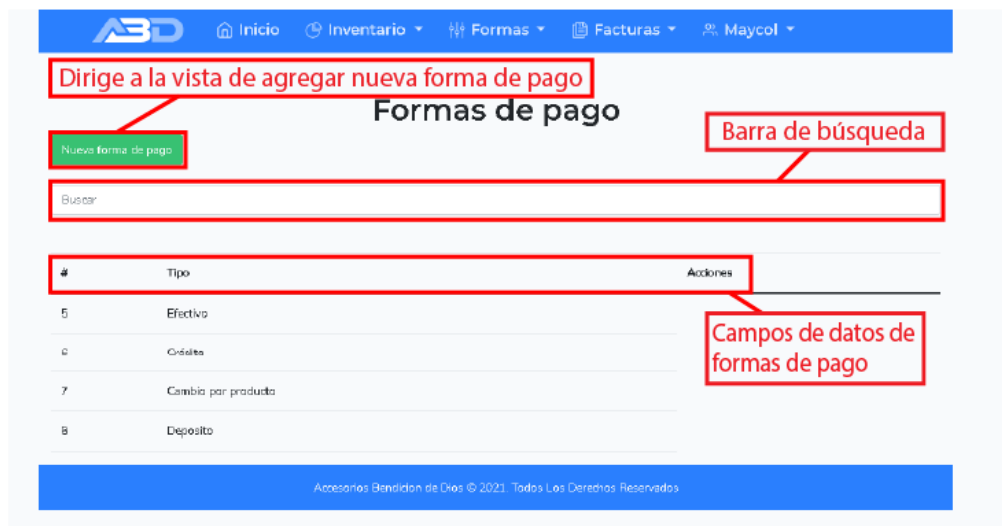 ABD Inicio Inventario Formas Facturas Maycol
Dirige a la vista de agregar nueva forma de pago
Formas de pago
Barra de búsqueda
Nueva forma de pago
Buscar
# Tipo Acciones
5 Efectivo
6 Crédito
7 Cambio por producto
8 Deposito
Campos de datos de
formas de pago
Accesorios Bendicion de Dios © 2021. Todos Los Derechos Reservados